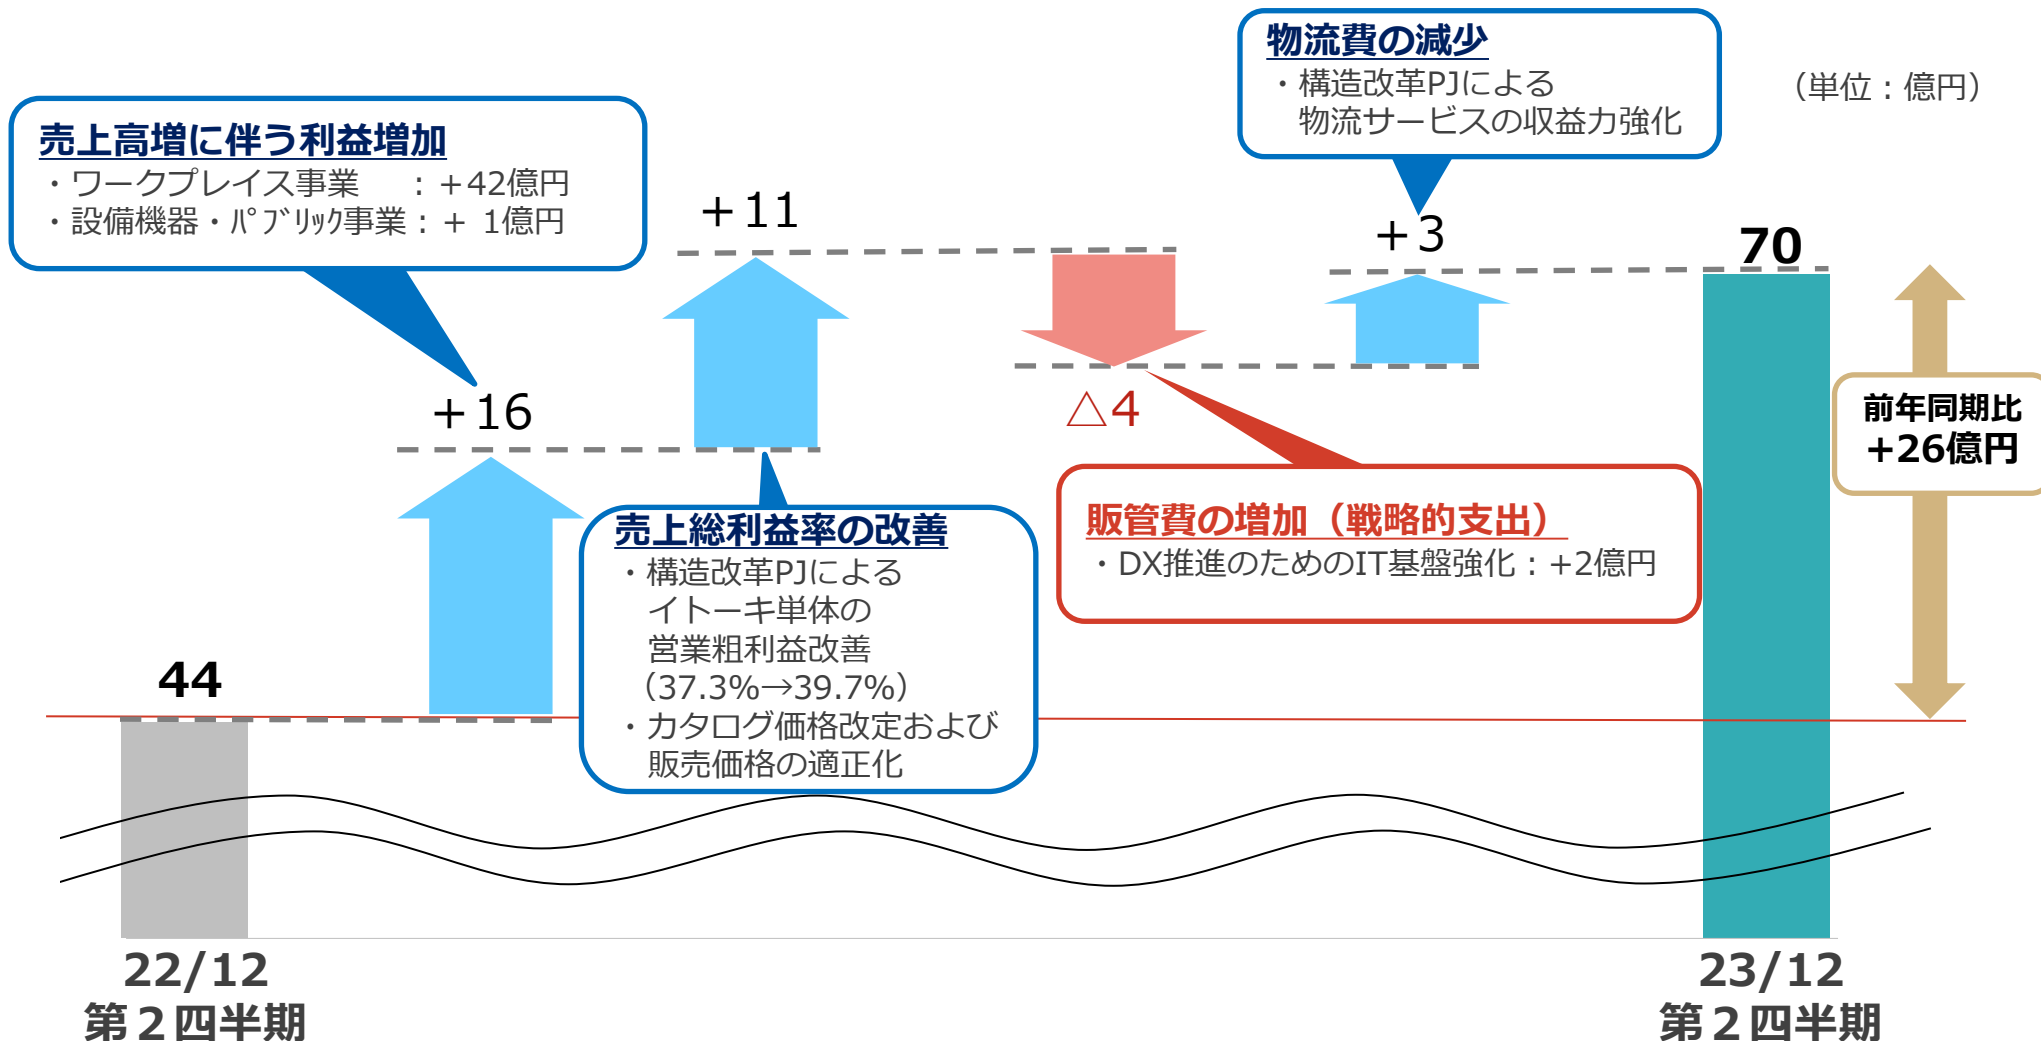 （単位：億円）
売上高増に伴う利益増加
・ワークプレイス事業　：＋42億円
・設備機器・ﾊﾟﾌﾞﾘｯｸ事業：＋ 1億円
＋16
＋11
売上総利益率の改善
・構造改革PJによる
イトーキ単体の
営業粗利益改善
（37.3%→39.7%）
・カタログ価格改定および
販売価格の適正化
△4
販管費の増加（戦略的支出）
・DX推進のためのIT基盤強化：+2億円
物流費の減少
・構造改革PJによる
物流サービスの収益力強化
＋3
44
70
前年同期比
+26億円
22/12
第２四半期
23/12
第２四半期